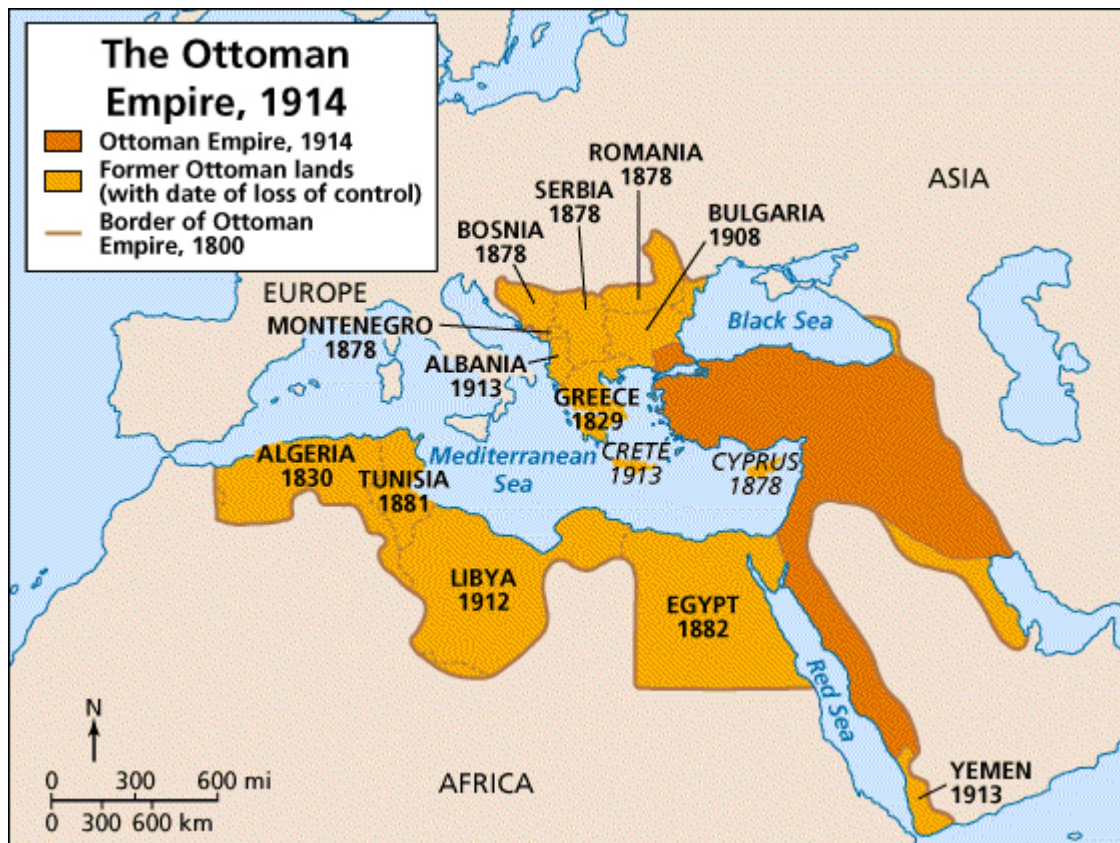 The Ottoman
Empire, 1914
Ottoman Empire, 1914
Former Ottoman lands
(with date of loss of control)
Border of Ottoman
Empire, 1800
ROMANIA
1878
ASIA
SERBIA
1878
BULGARIA
1908
BOSNIA
1878
EUROPE
Black Sea
MONTENEGRO
1878
ALBANIA
1913
GREECE
1829
CRETE
1913
CYPRUS
1878
Mediterranean
Sea
ALGERIA
1830
TUNISIA
1881
LIBYA
1912
EGYPT
1882
Red Sea
N
0 300 600 mi
0 300 600 km
AFRICA
YEMEN
1913